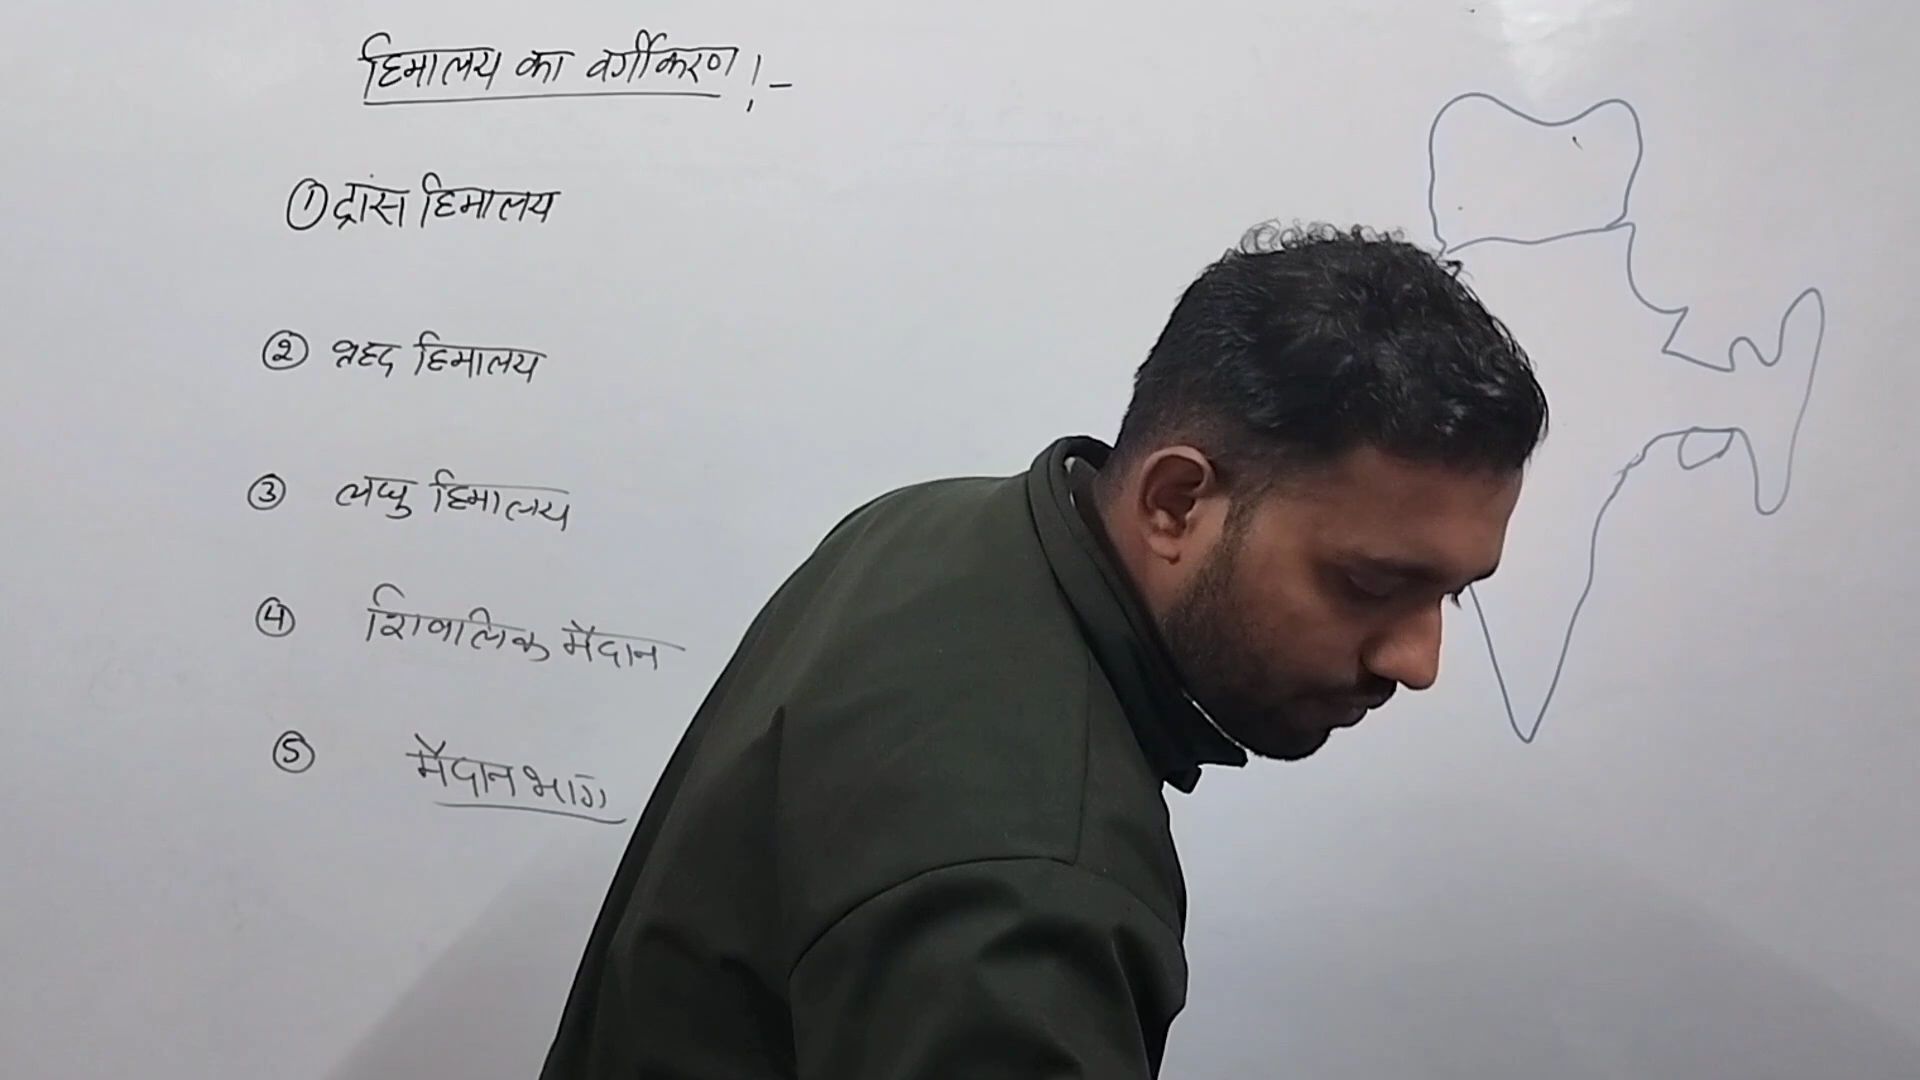 हिमालय का वर्गीकरण !-
① ट्रांस हिमालय
② वृहद हिमालय
③ लघु हिमालय
④ शिवालिक मैदान
⑤ मैदान भाग